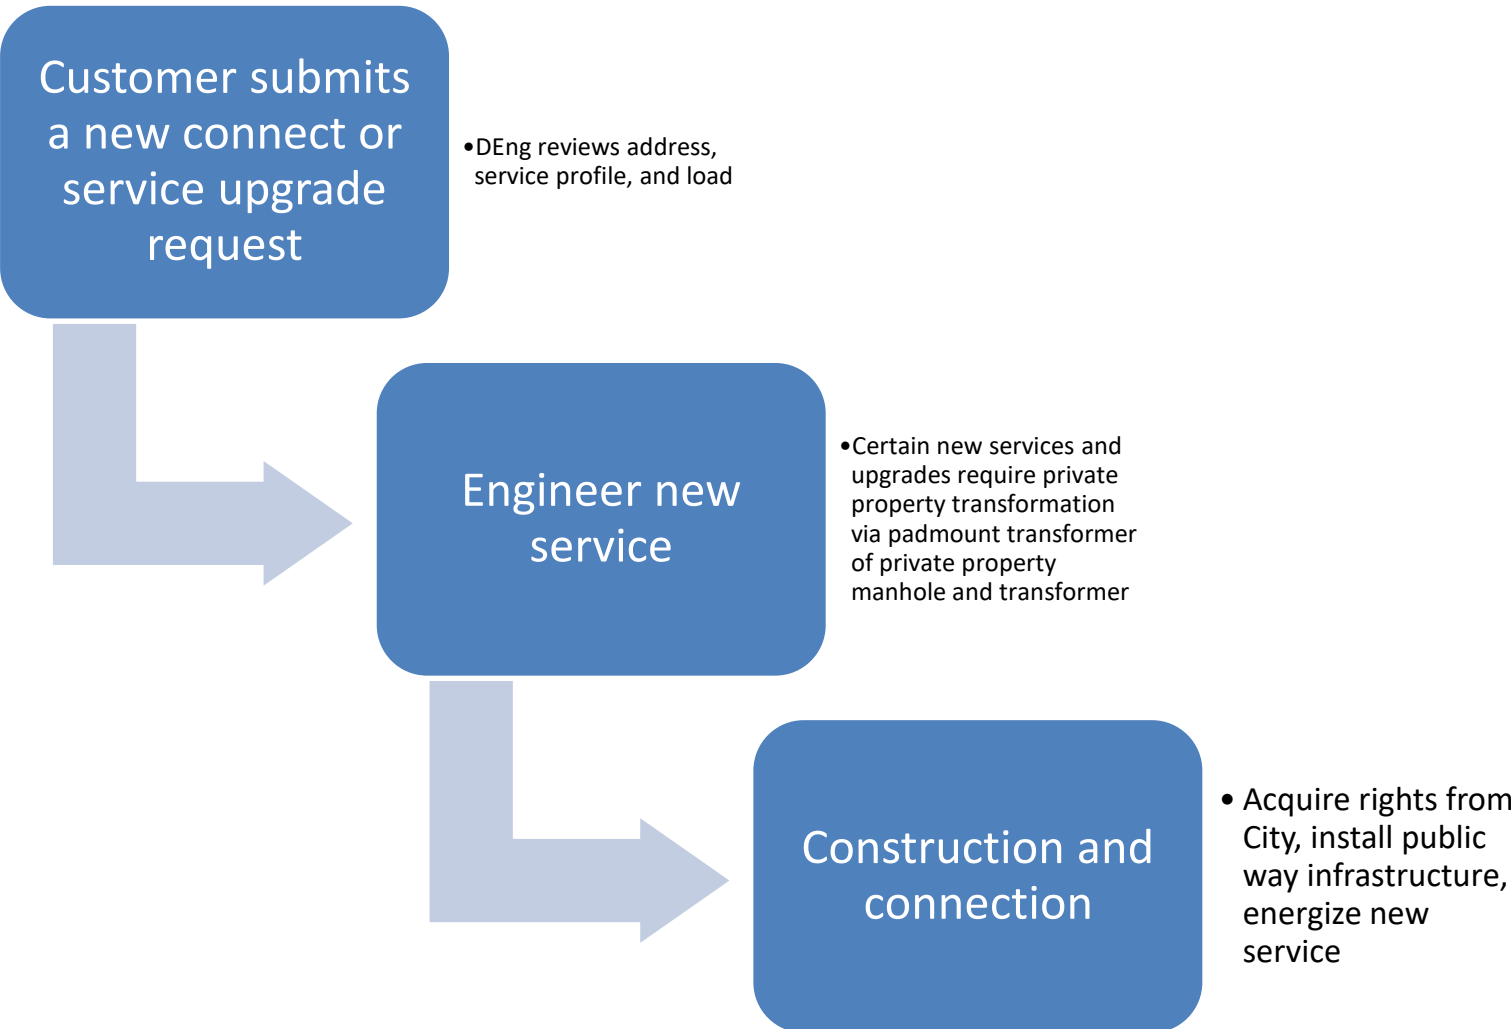 Customer submits
a new connect or
service upgrade
request
•DEng reviews address,
service profile, and load
Engineer new
service
•Certain new services and
upgrades require private
property transformation
via padmount transformer
of private property
manhole and transformer
Construction and
connection
• Acquire rights from
City, install public
way infrastructure,
energize new
service